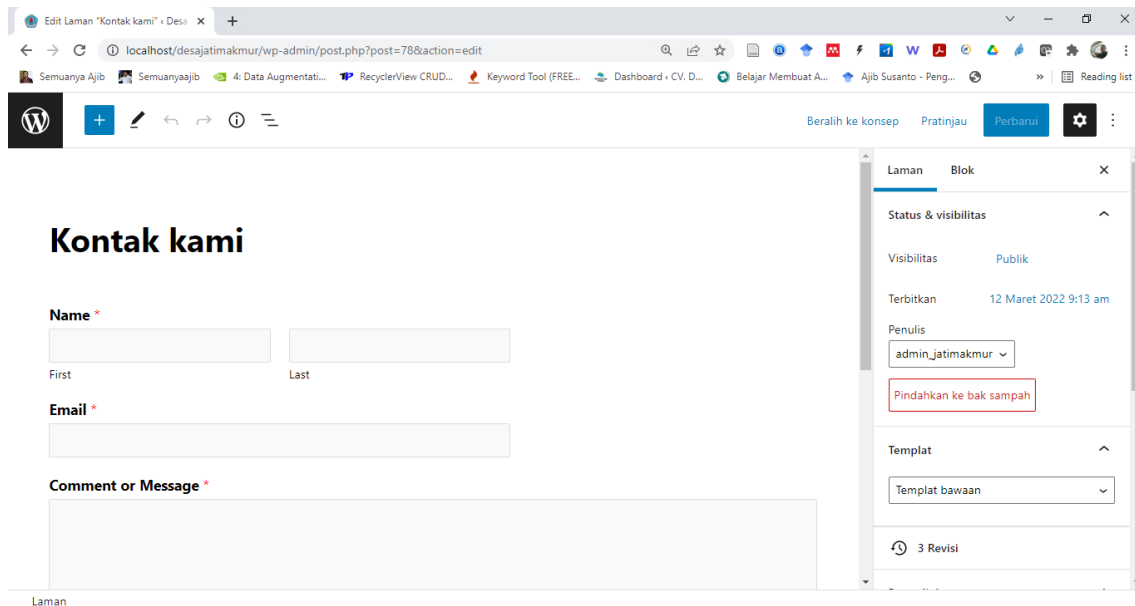 Edit Laman "Kontak kami" ‹ Desa
localhost/desajatimakmur/wp-admin/post.php?post=78&action=edit
Semuanya Ajib Semuanyaajib 4: Data Augmentati... RecyclerView CRUD... Keyword Tool (FREE... Dashboard ‹ CV. D... Belajar Membuat A... Ajib Susanto - Peng... » Reading list
Beralih ke konsep Pratinjau Perbarui
Laman Blok
Status & visibilitas
Kontak kami
Visibilitas Publik
Terbitkan 12 Maret 2022 9:13 am
Name *
Penulis
admin_jatimakmur
First Last
Pindahkan ke bak sampah
Email *
Templat
Comment or Message *
Templat bawaan
3 Revisi
Laman